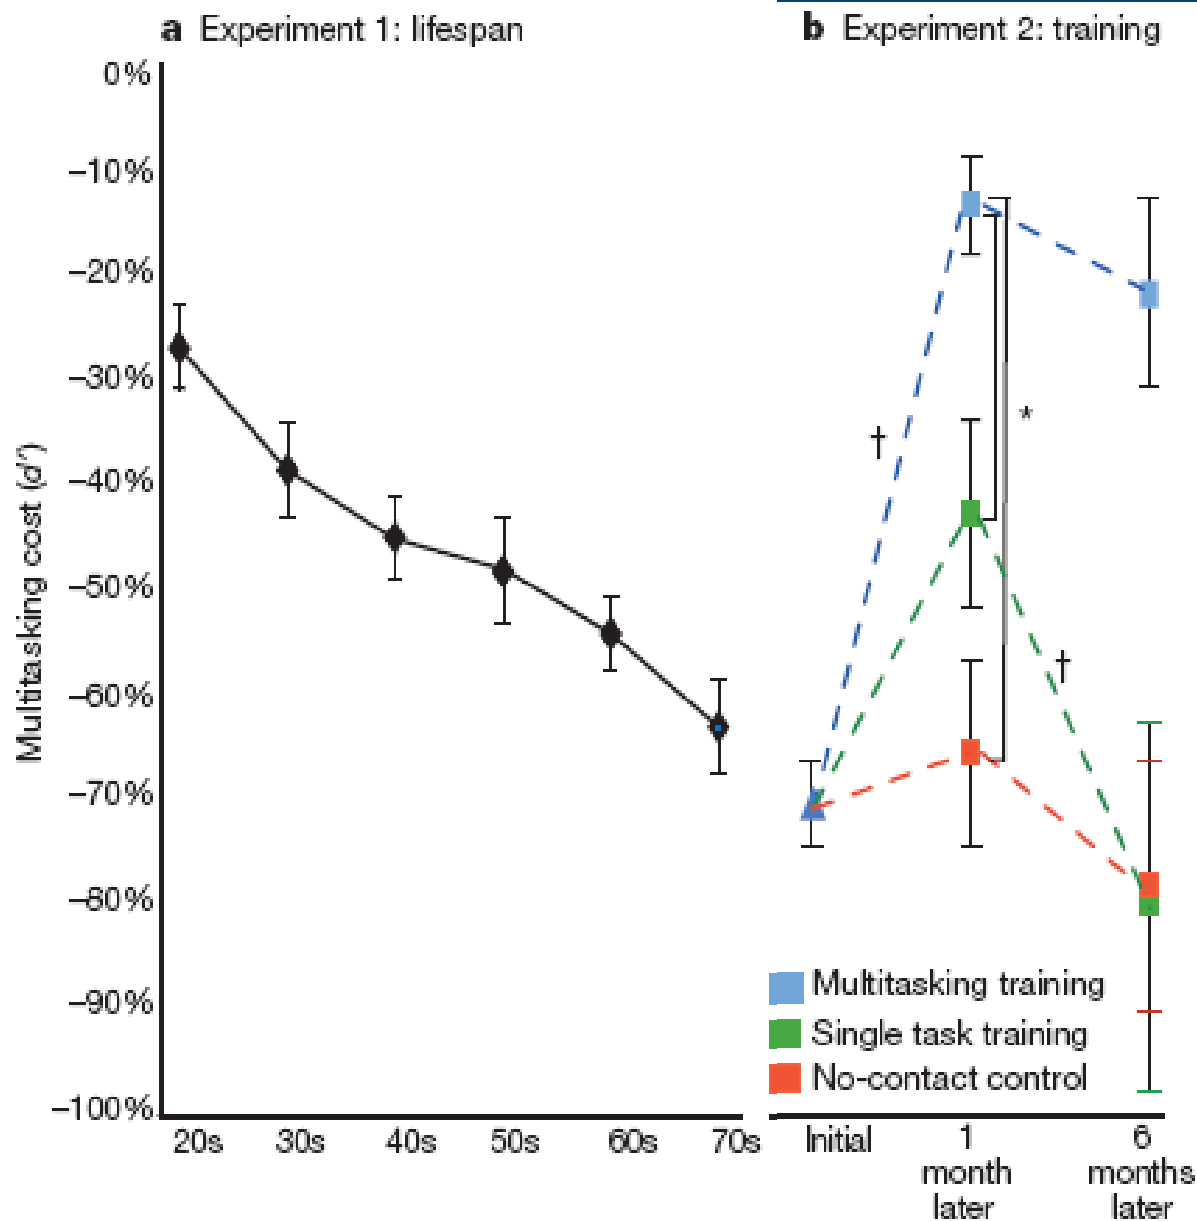 a Experiment 1: lifespan
b Experiment 2: training
Multitasking cost (d′)
0%
–10%
–20%
–30%
–40%
–50%
–60%
–70%
–80%
–90%
–100%
20s 30s 40s 50s 60s 70s
†
*
†
Multitasking training
Single task training
No-contact control
Initial
1
month
later
6
months
later